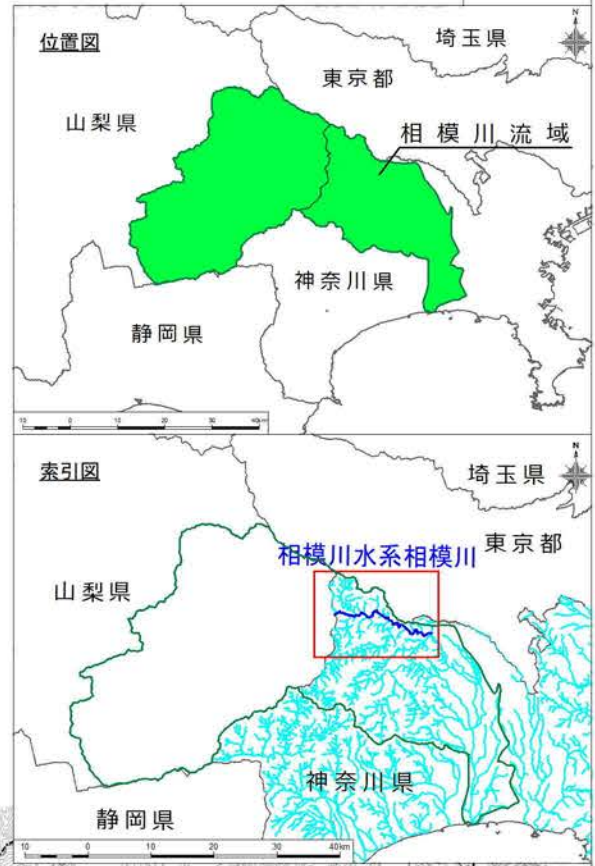 位置図
N
埼玉県
東京都
山梨県
相模川流域
神奈川県
静岡県
10 0 10 20 30 40km
索引図
N
埼玉県
東京都
相模川水系相模川
山梨県
神奈川県
静岡県
10 0 10 20 30 40km